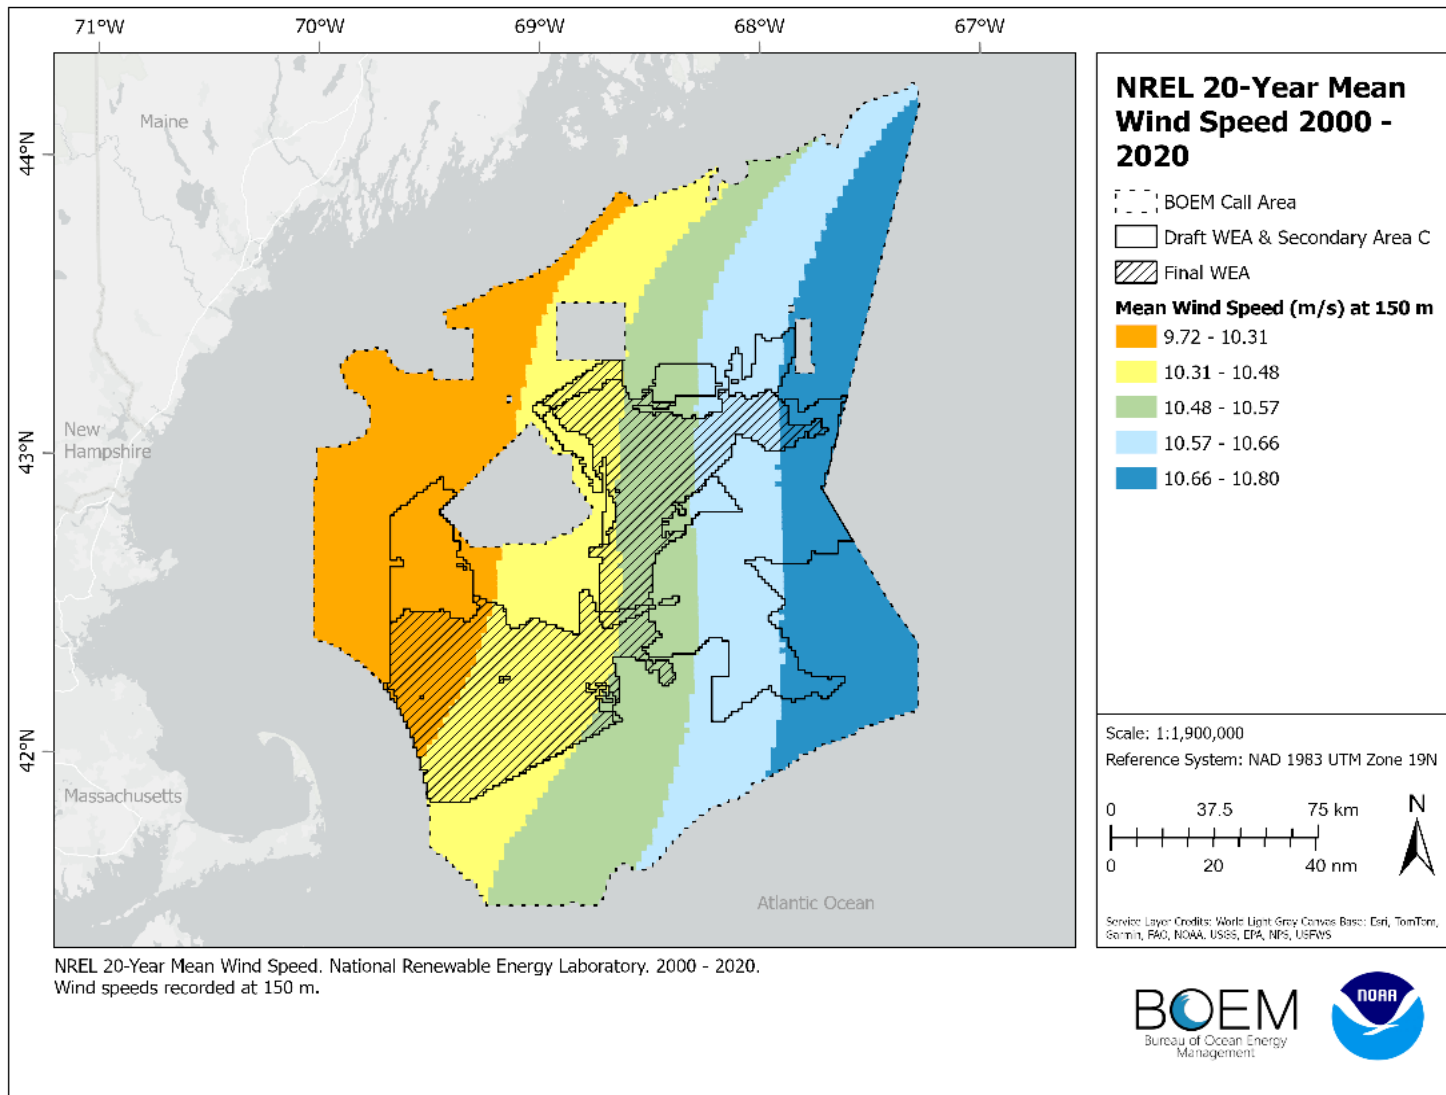 71°W 70°W 69°W 68°W 67°W
44°N
43°N
42°N
Maine
New
Hampshire
Massachusetts
Atlantic Ocean
NREL 20-Year Mean
Wind Speed 2000 -
2020
BOEM Call Area
Draft WEA & Secondary Area C
Final WEA
Mean Wind Speed (m/s) at 150 m
9.72 - 10.31
10.31 - 10.48
10.48 - 10.57
10.57 - 10.66
10.66 - 10.80
Scale: 1:1,900,000
Reference System: NAD 1983 UTM Zone 19N
0 37.5 75 km
0 20 40 nm
N
Service Layer Credits: World Light Gray Canvas Base: Esri, TomTom,
Garmin, FAO, NOAA, USGS, EPA, NPS, USFWS
NREL 20-Year Mean Wind Speed. National Renewable Energy Laboratory. 2000 - 2020.
Wind speeds recorded at 150 m.
BOEM
Bureau of Ocean Energy
Management
NOAA